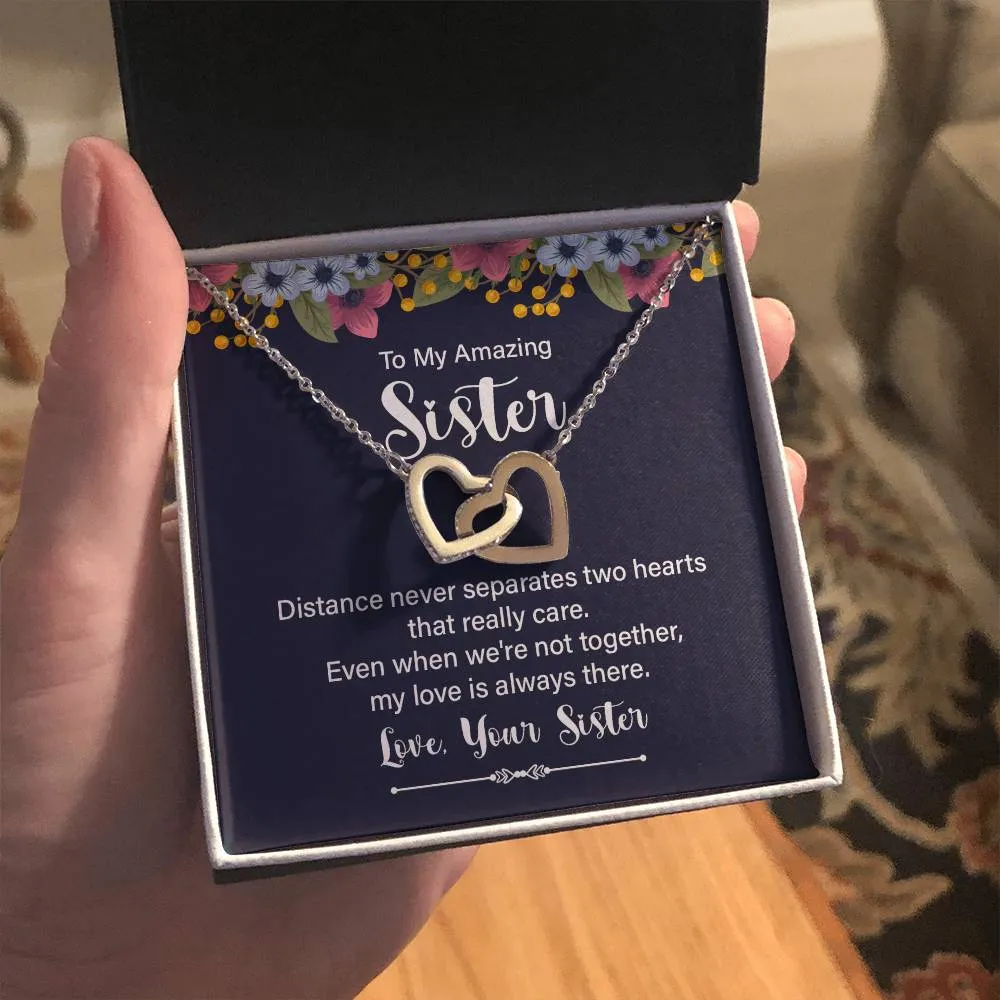 To My Amazing
Sister
Distance never separates two hearts
that really care.
Even when we're not together,
my love is always there.
Love, Your Sister